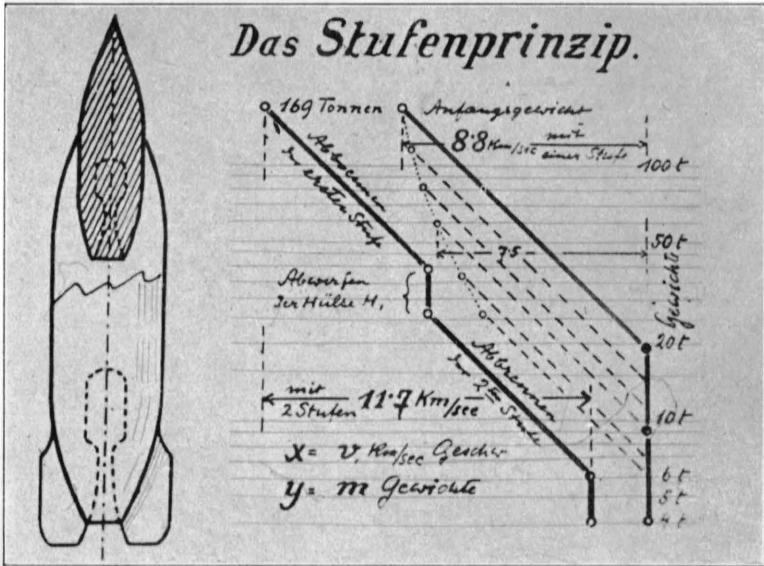 Das Stufenprinzip.
169 Tonnen
Anfangsgewicht
8·8 Km/sec mit einer Stufe
100 t
Abbrennen
der ersten Stufe
50 t
7·5
Gewichte
Abwerfen
der Hülse H,
20 t
Abbrennen
der 2ten Stufe
mit
2 Stufen 11·7 Km/sec
10 t
x = v, Km/sec Geschw
y = m Gewichte
6 t
5 t
4 t